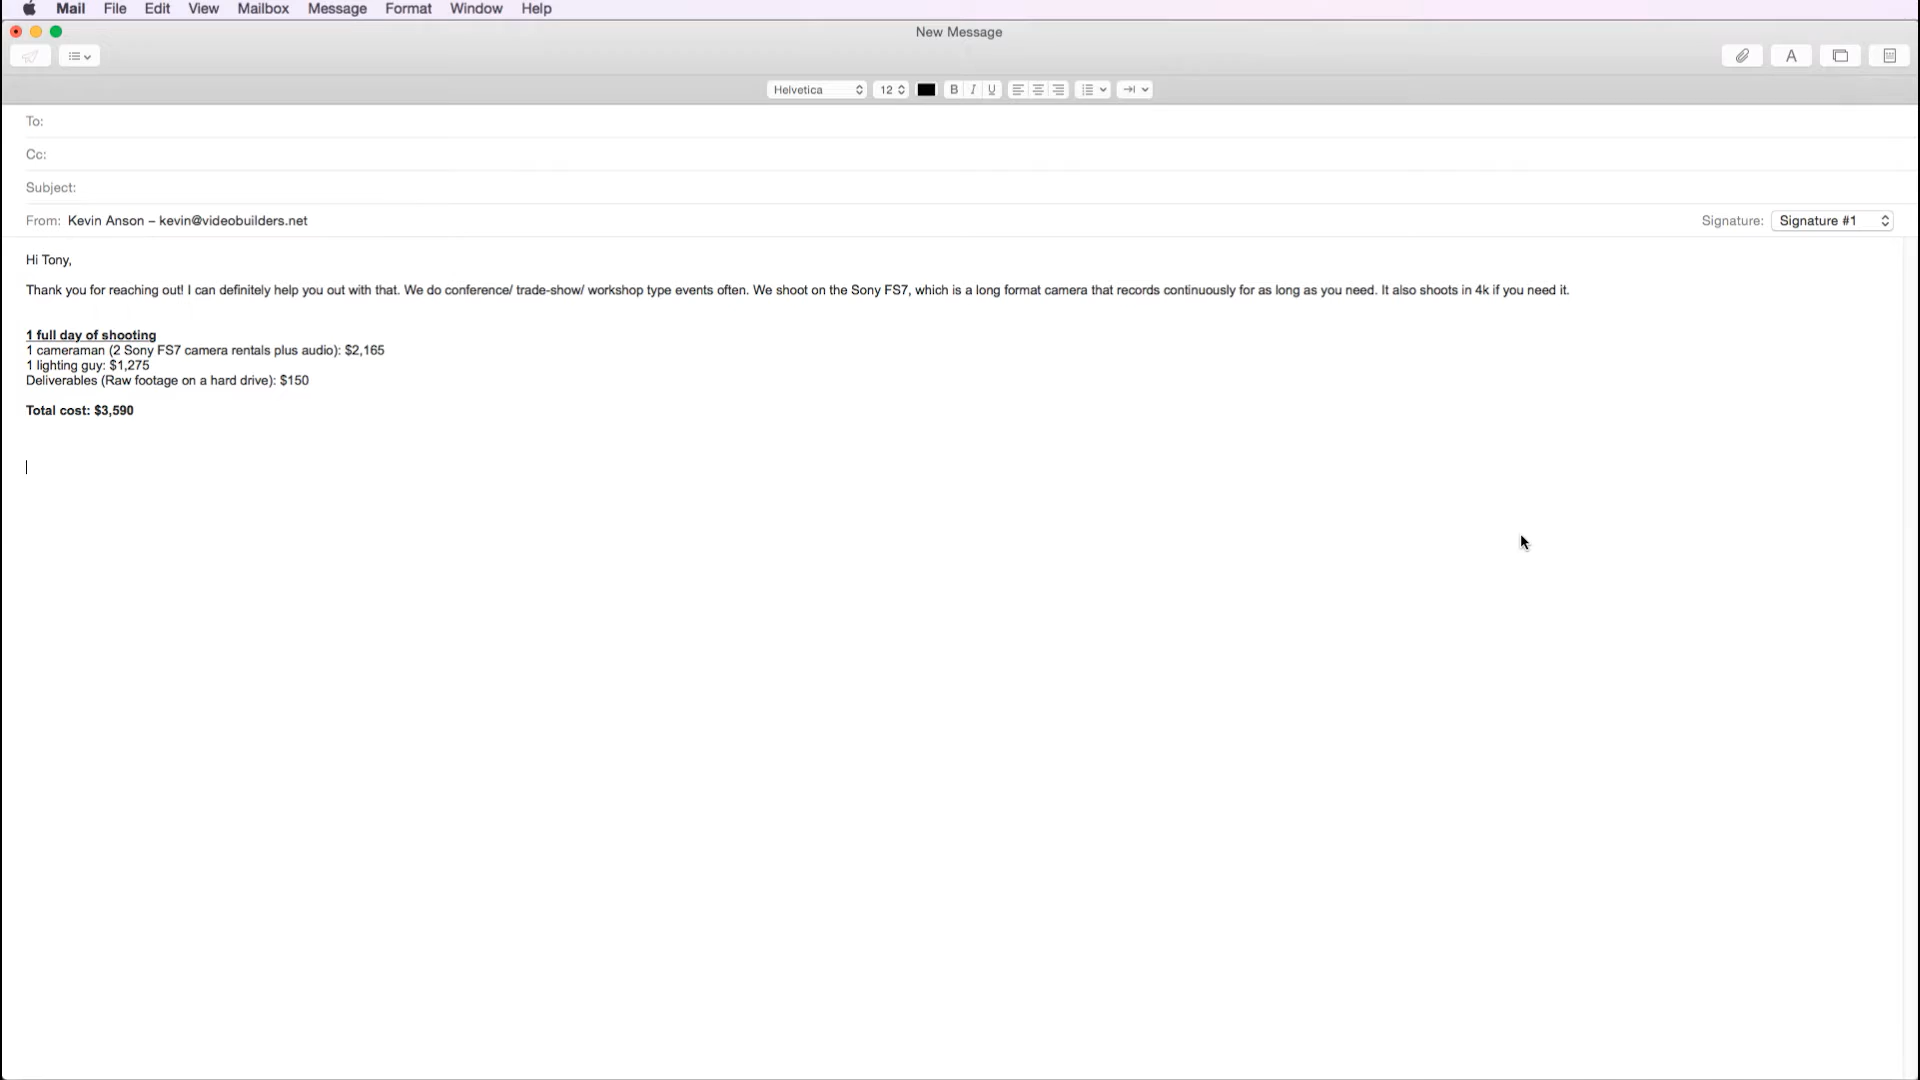 Mail File Edit View Mailbox Message Format Window Help
New Message
A
Helvetica 12 B I U
To:
Cc:
Subject:
From: Kevin Anson – kevin@videobuilders.net Signature: Signature #1
Hi Tony,
Thank you for reaching out! I can definitely help you out with that. We do conference/ trade-show/ workshop type events often. We shoot on the Sony FS7, which is a long format camera that records continuously for as long as you need. It also shoots in 4k if you need it.
1 full day of shooting
1 cameraman (2 Sony FS7 camera rentals plus audio): $2,165
1 lighting guy: $1,275
Deliverables (Raw footage on a hard drive): $150
Total cost: $3,590